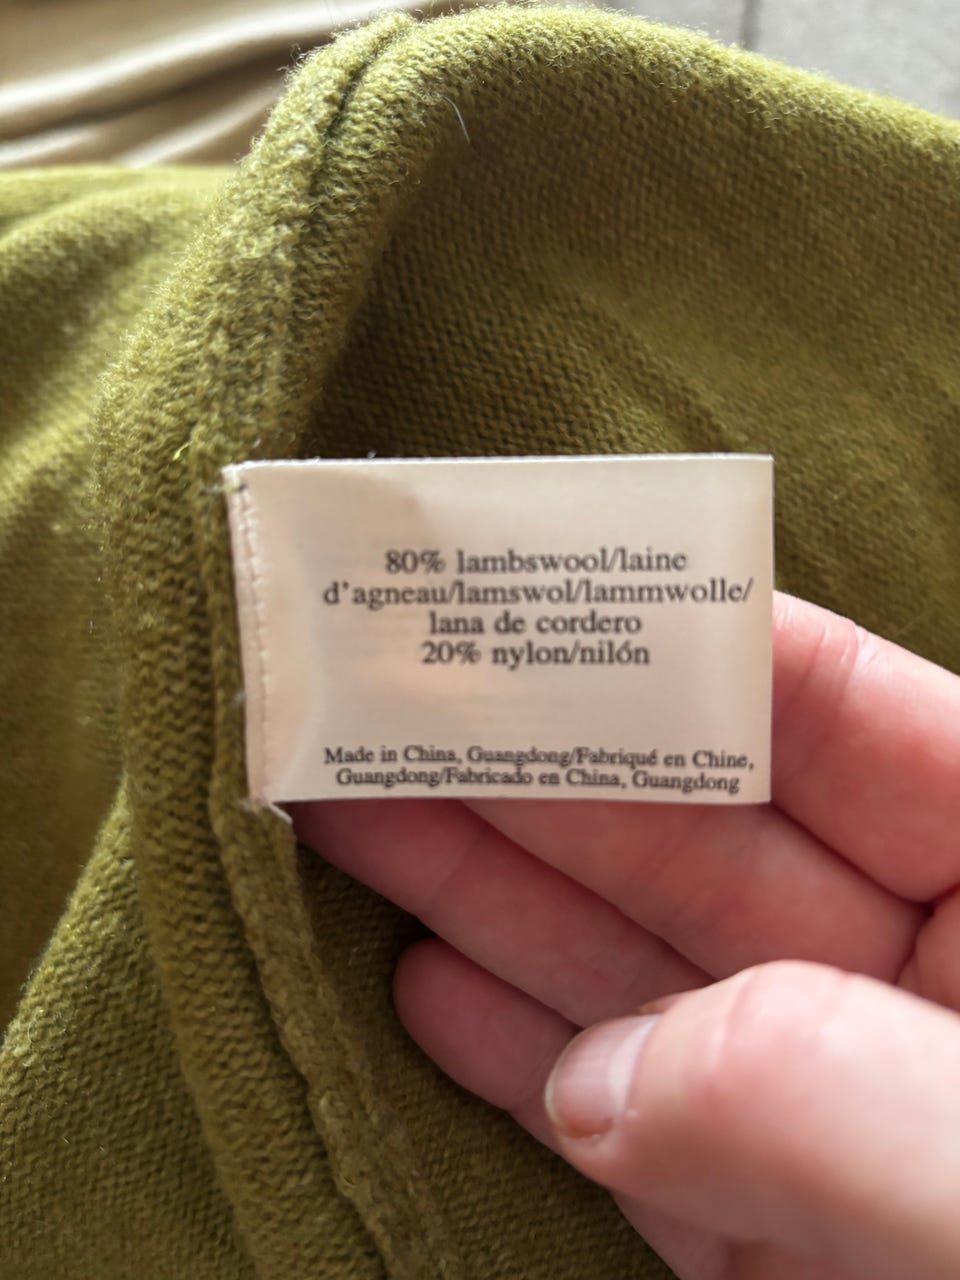 80% lambswool/laine
d'agneau/lamswol/lammwolle/
lana de cordero
20% nylon/nilón
Made in China, Guangdong/Fabriqué en Chine,
Guangdong/Fabricado en China, Guangdong